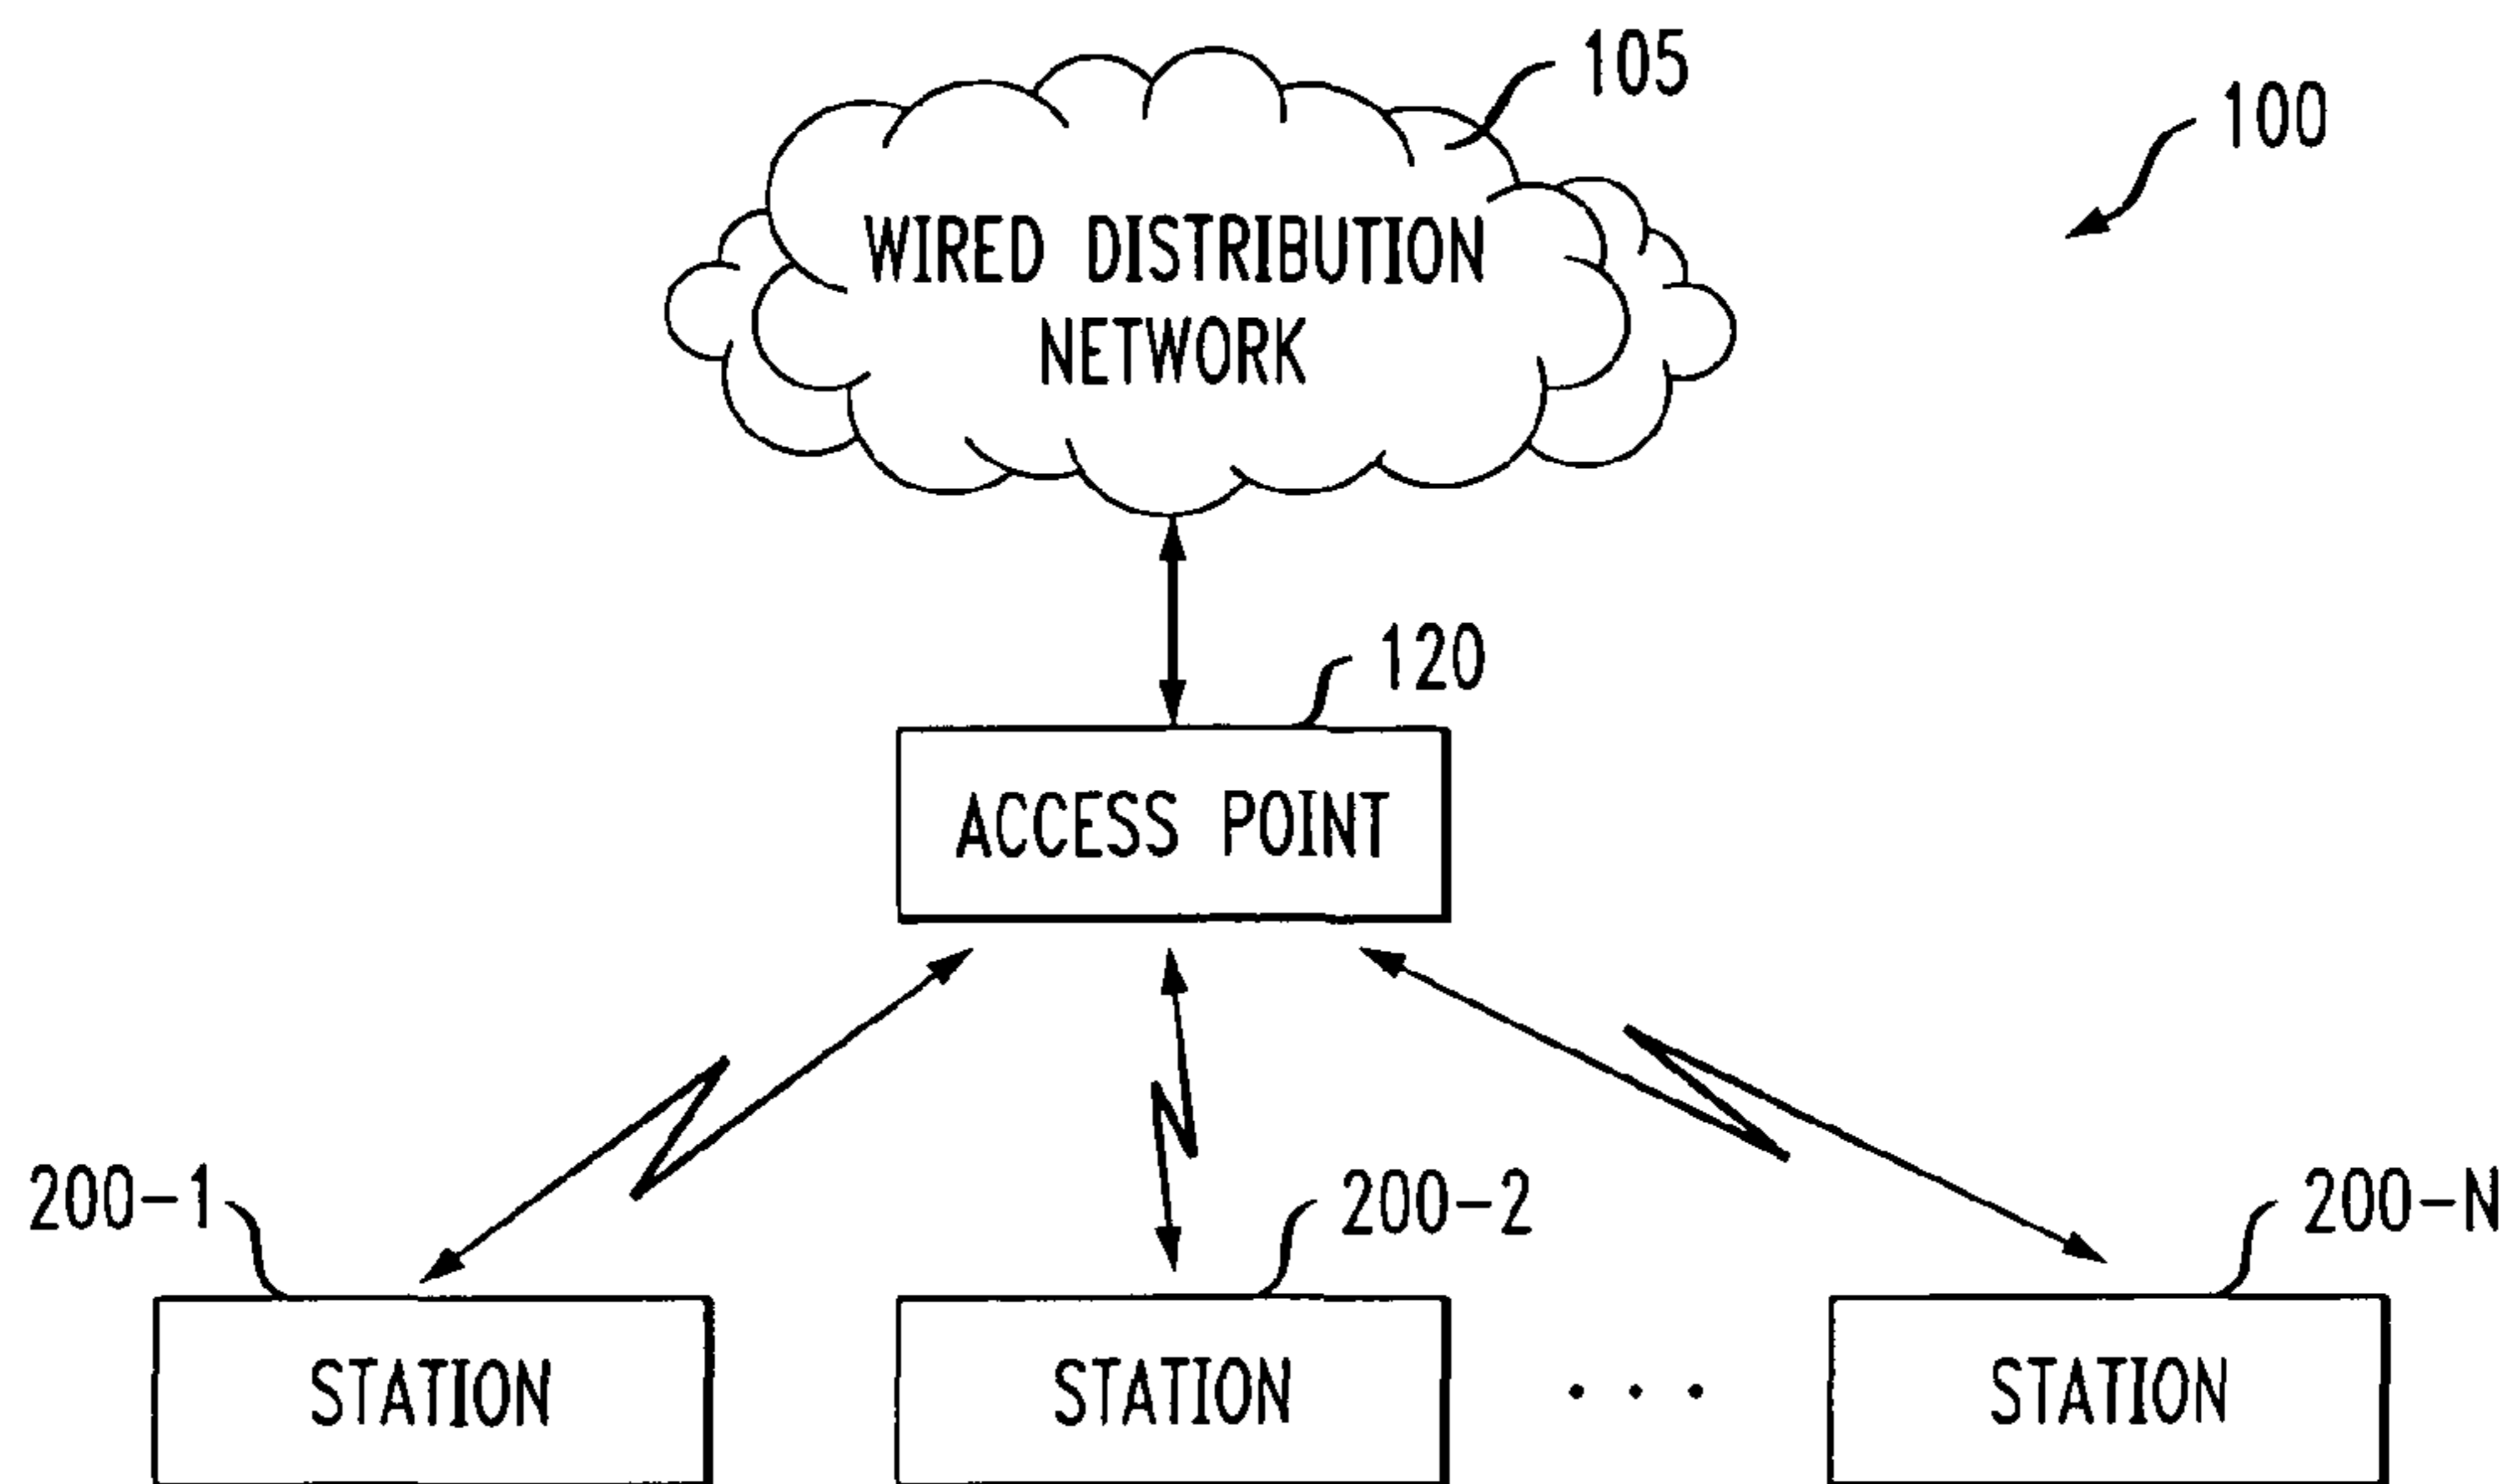 105
100
WIRED DISTRIBUTION
NETWORK
120
ACCESS POINT
200-1
200-2
200-N
STATION
STATION
. . .
STATION